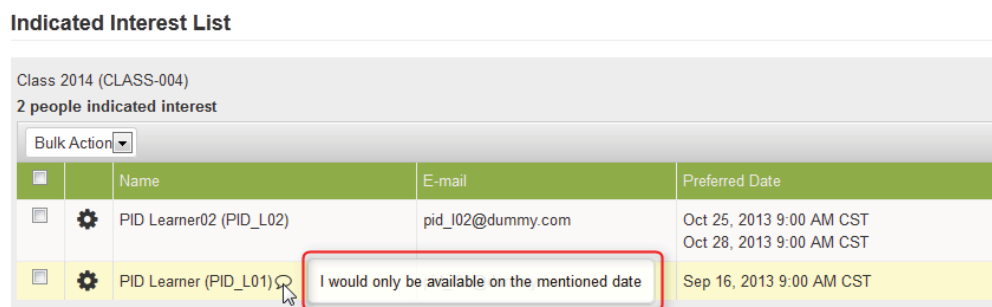 Indicated Interest List
Class 2014 (CLASS-004)
2 people indicated interest
Bulk Action
Name E-mail Preferred Date
PID Learner02 (PID_L02) pid_l02@dummy.com Oct 25, 2013 9:00 AM CST
Oct 28, 2013 9:00 AM CST
PID Learner (PID_L01) I would only be available on the mentioned date Sep 16, 2013 9:00 AM CST